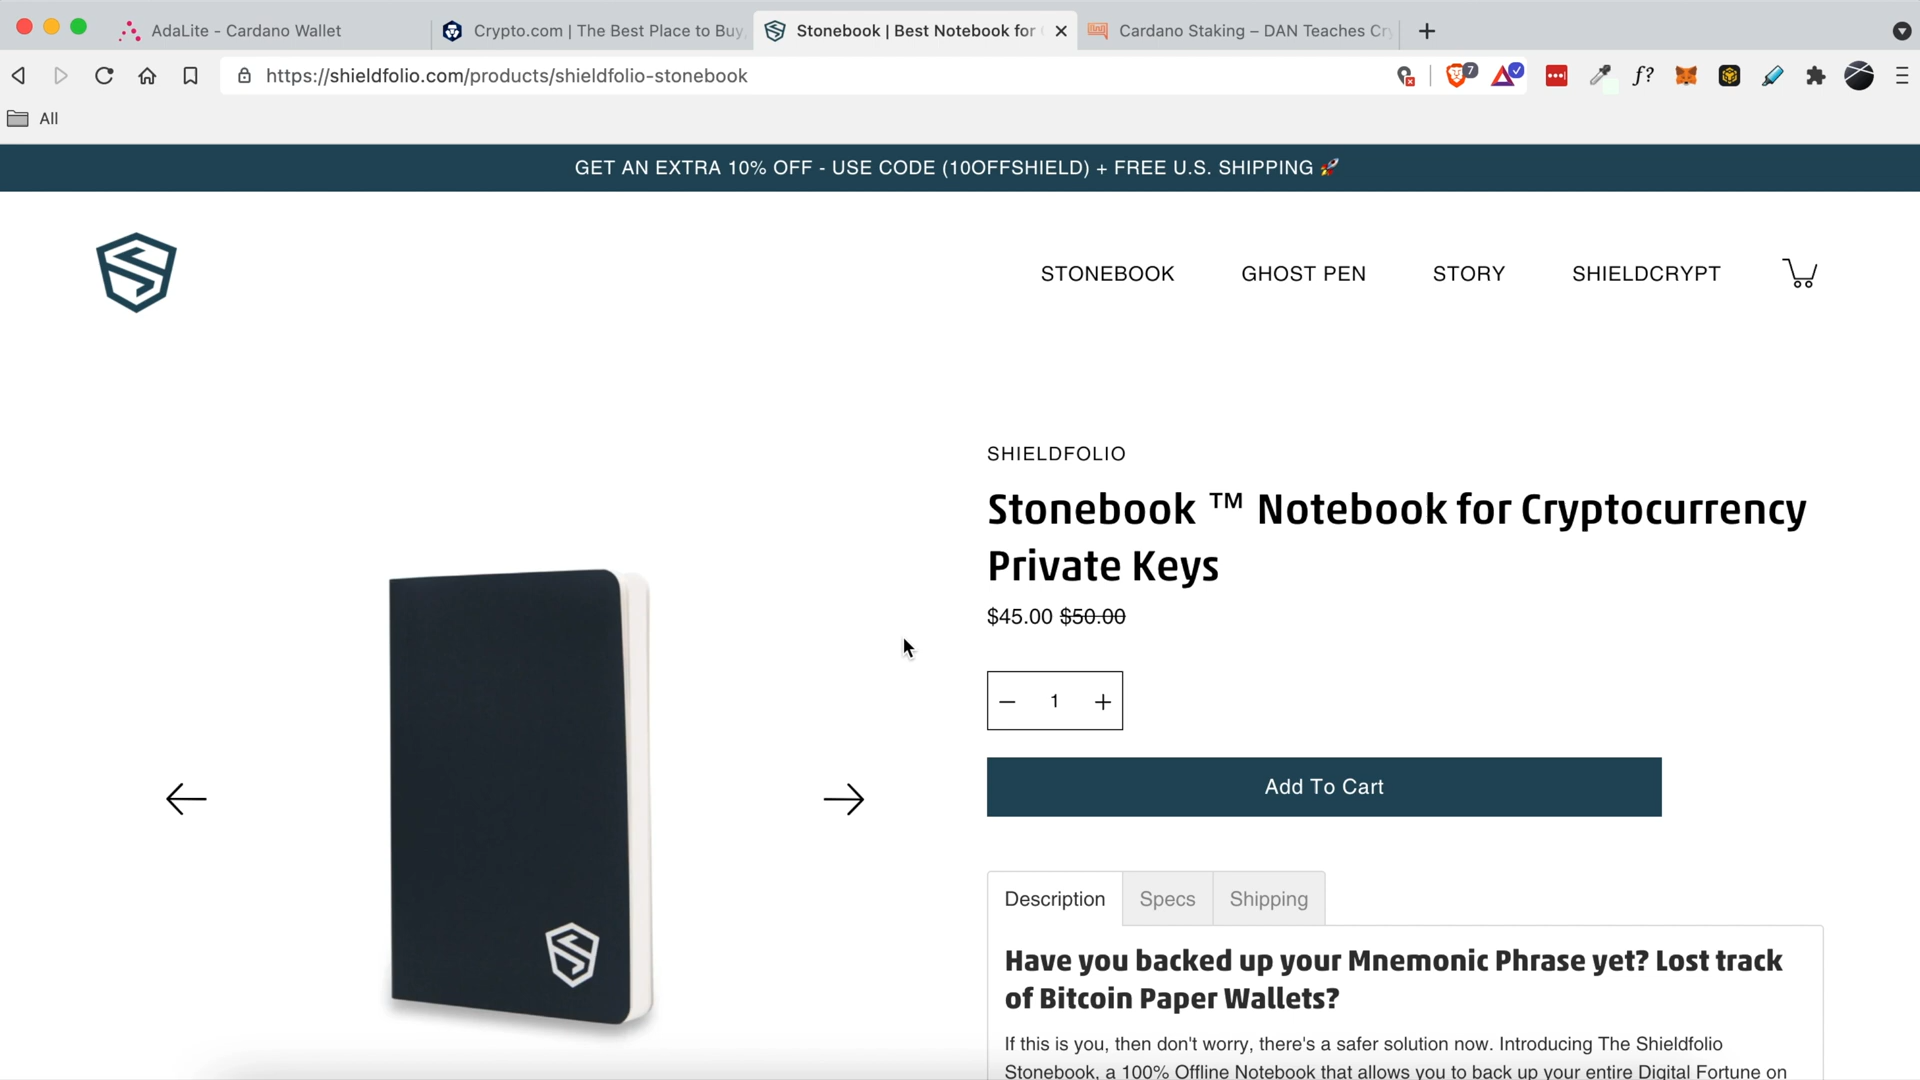 AdaLite - Cardano Wallet
Crypto.com | The Best Place to Buy,
Stonebook | Best Notebook for
Cardano Staking – DAN Teaches Cr
https://shieldfolio.com/products/shieldfolio-stonebook
7
f?
All
GET AN EXTRA 10% OFF - USE CODE (10OFFSHIELD) + FREE U.S. SHIPPING 🚀
STONEBOOK
GHOST PEN
STORY
SHIELDCRYPT
SHIELDFOLIO
Stonebook ™ Notebook for Cryptocurrency
Private Keys
$45.00 $50.00
— 1 +
Add To Cart
Description
Specs
Shipping
Have you backed up your Mnemonic Phrase yet? Lost track
of Bitcoin Paper Wallets?
If this is you, then don't worry, there's a safer solution now. Introducing The Shieldfolio
Stonebook, a 100% Offline Notebook that allows you to back up your entire Digital Fortune on